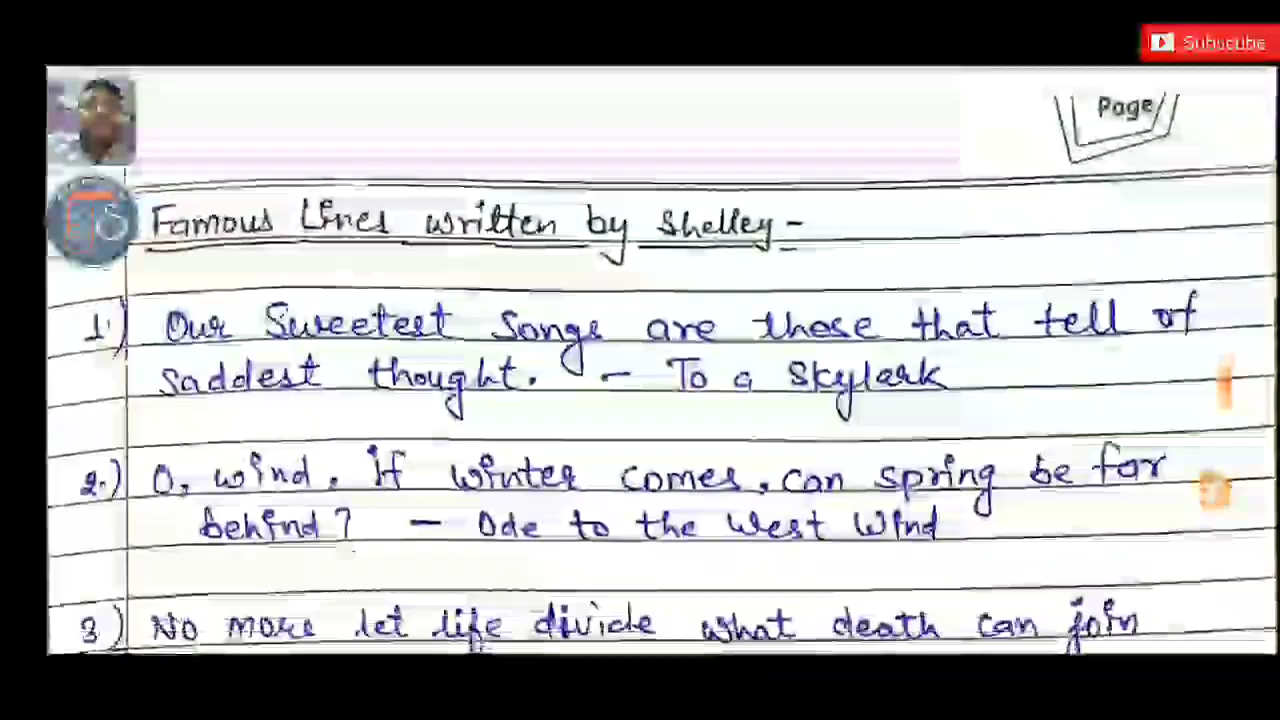 Subscribe
Page
Famous Lines written by Shelley -
1.) Our Sweetest Songs are those that tell of
saddest thought. - To a Skylark
2.) O, wind, if winter comes, can spring be far
behind? - Ode to the West Wind
3) No more let life divide what death can join